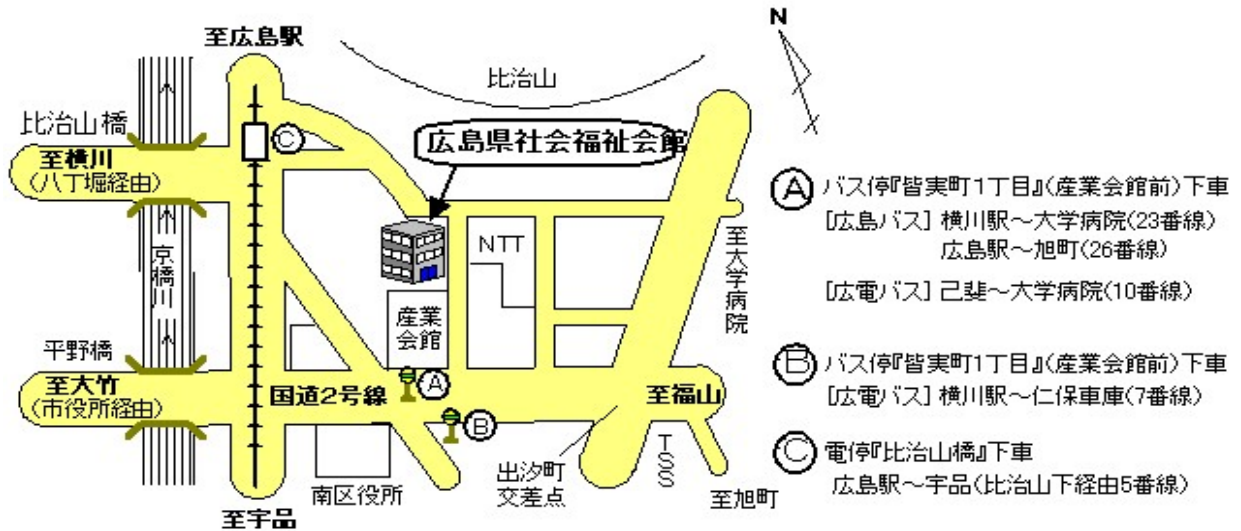 至広島駅
比治山
N
比治山橋
至横川
(八丁堀経由)
C
広島県社会福祉会館
京橋川
NTT
至大学病院
産業
会館
平野橋
至大竹
(市役所経由)
国道2号線
A
B
至福山
南区役所
出汐町
交差点
TSS
至旭町
至宇品
A バス停『皆実町1丁目』(産業会館前)下車
[広島バス] 横川駅~大学病院(23番線)
広島駅~旭町(26番線)
[広電バス] 己斐~大学病院(10番線)
B バス停『皆実町1丁目』(産業会館前)下車
[広電バス] 横川駅~仁保車庫(7番線)
C 電停『比治山橋』下車
広島駅~宇品(比治山下経由5番線)